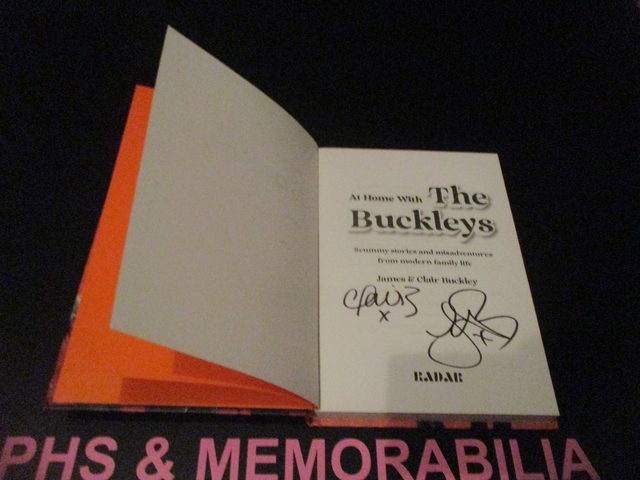 At Home With The
Buckleys
Scummy stories and misadventures
from modern family life
James & Clair Buckley
Clair B
x
x
RADAR
PHS & MEMORABILIA